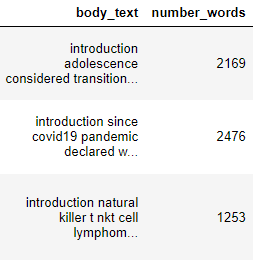 body_text number_words
introduction
adolescence
considered transition... 2169
introduction since
covid19 pandemic
declared w... 2476
introduction natural
killer t nkt cell
lymphom... 1253